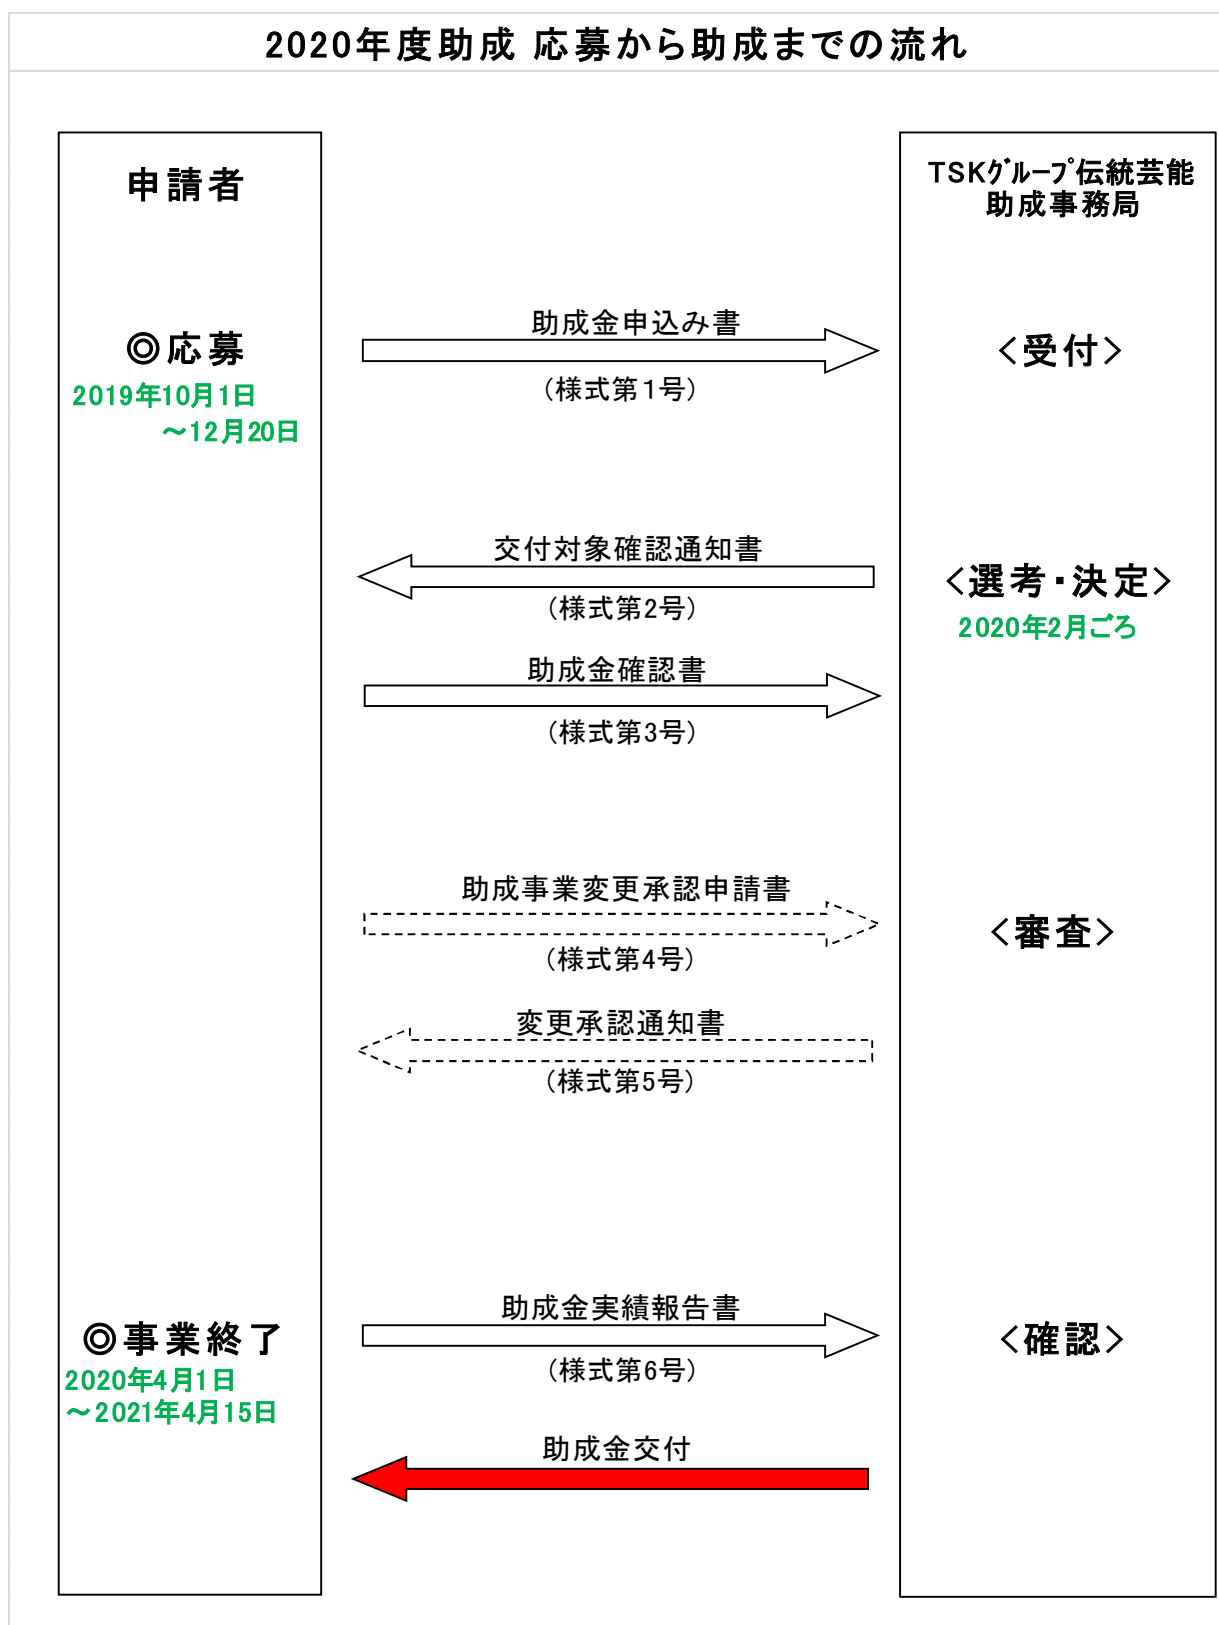 2020年度助成 応募から助成までの流れ
申請者
TSKグループ伝統芸能
助成事務局
◎応募
2019年10月1日
～12月20日
助成金申込み書
(様式第1号)
<受付>
交付対象確認通知書
(様式第2号)
<選考・決定>
2020年2月ごろ
助成金確認書
(様式第3号)
助成事業変更承認申請書
(様式第4号)
<審査>
変更承認通知書
(様式第5号)
◎事業終了
2020年4月1日
～2021年4月15日
助成金実績報告書
(様式第6号)
<確認>
助成金交付